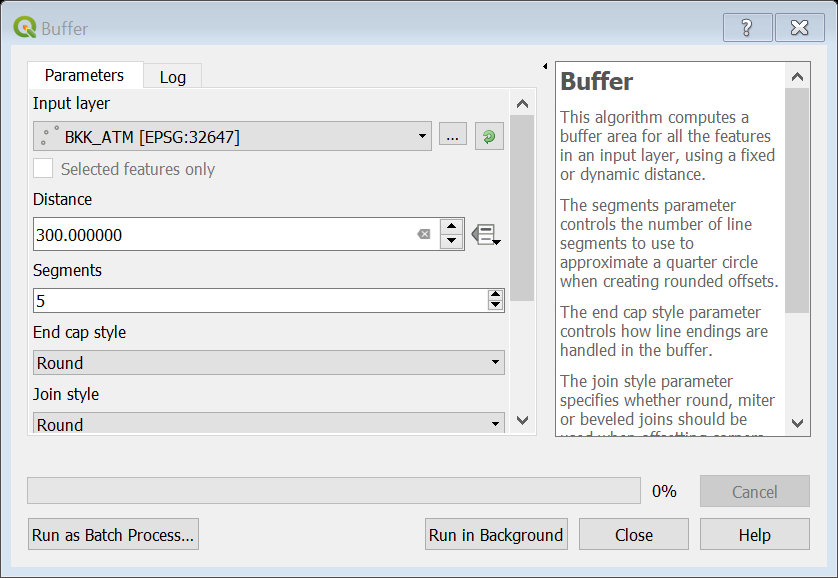 Buffer
Parameters
Log
Input layer
BKK_ATM [EPSG:32647]
...
Selected features only
Distance
300.000000
Segments
5
End cap style
Round
Join style
Round
Buffer
This algorithm computes a
buffer area for all the features
in an input layer, using a fixed
or dynamic distance.
The segments parameter
controls the number of line
segments to use to
approximate a quarter circle
when creating rounded offsets.
The end cap style parameter
controls how line endings are
handled in the buffer.
The join style parameter
specifies whether round, miter
or beveled joins should be
used when offsetting corners
0%
Cancel
Run as Batch Process...
Run in Background
Close
Help